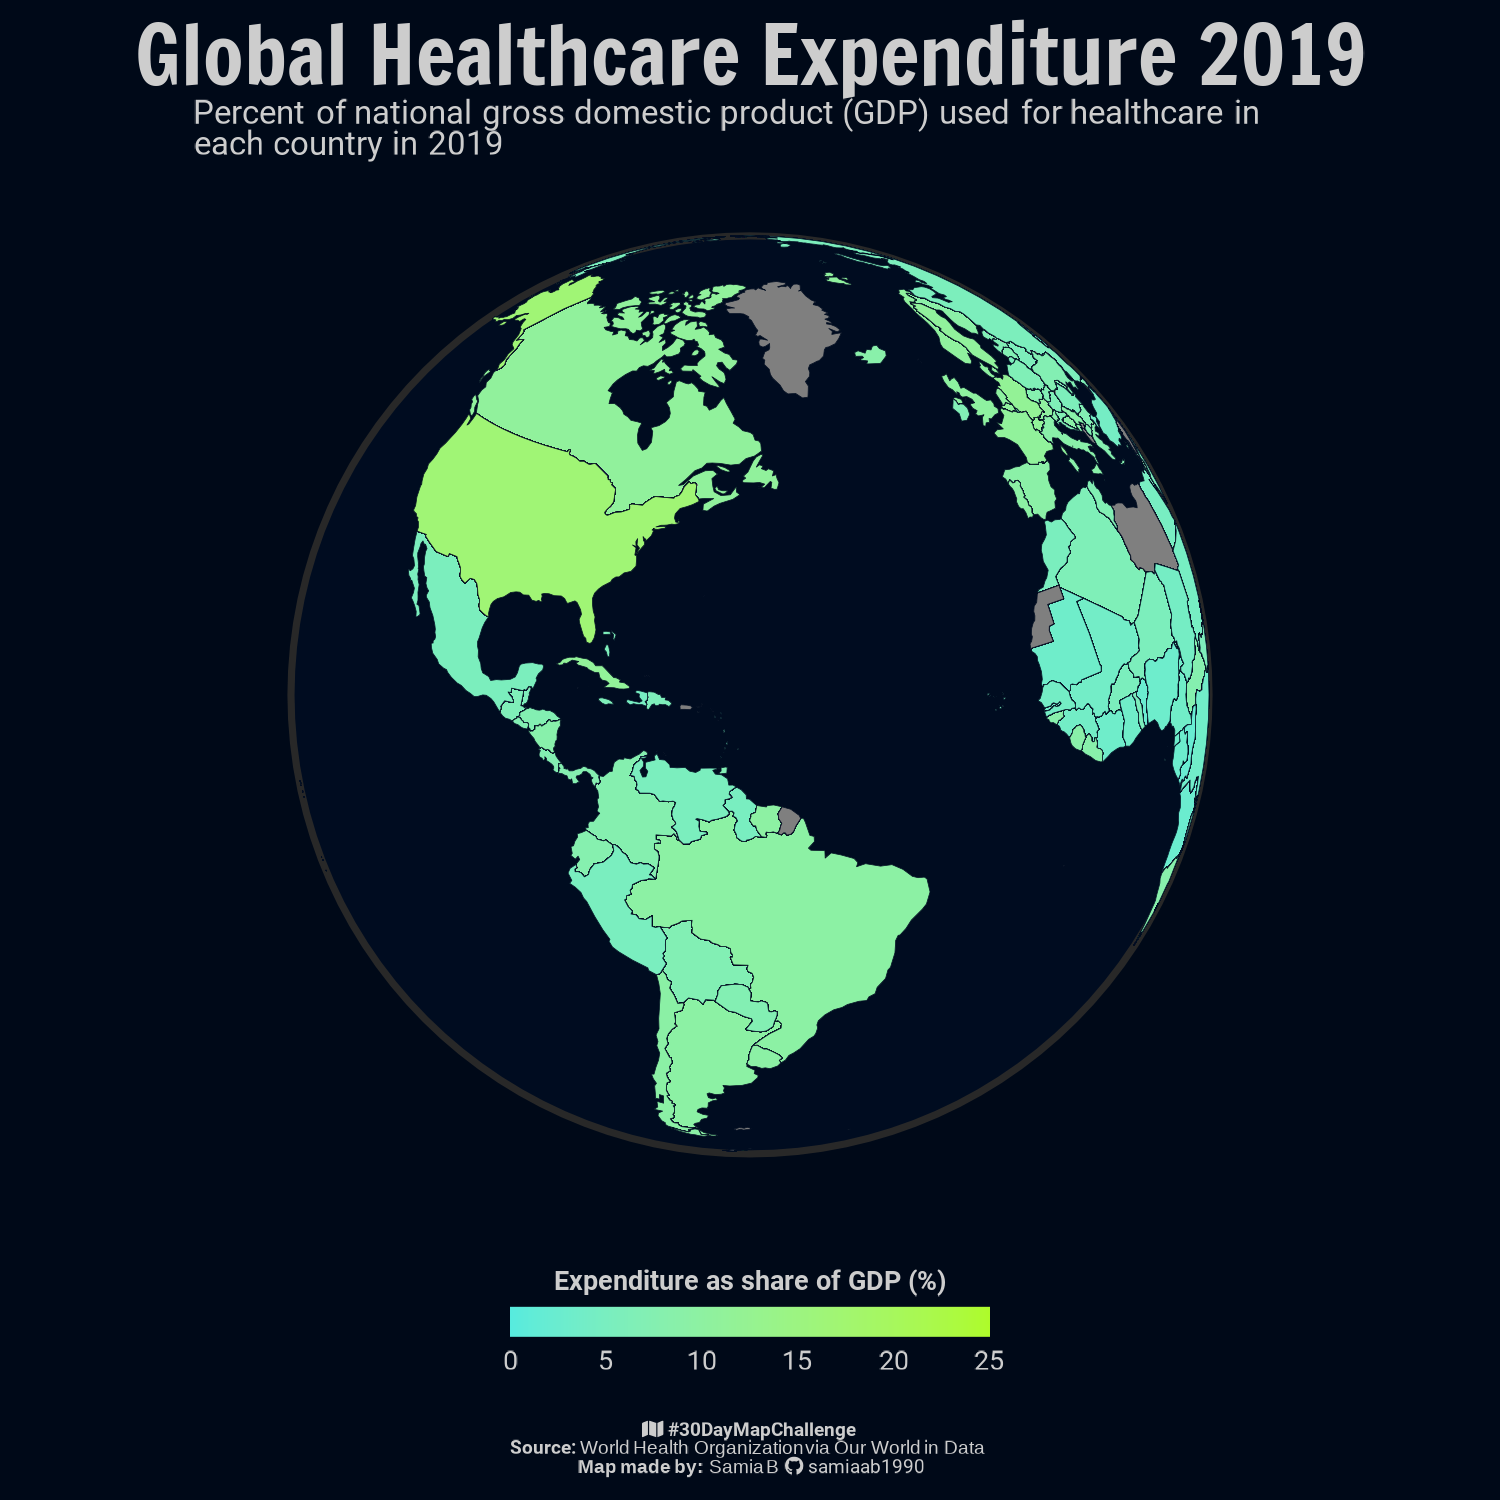 Global Healthcare Expenditure 2019
Percent of national gross domestic product (GDP) used for healthcare in
each country in 2019
Expenditure as share of GDP (%)
0 5 10 15 20 25
#30DayMapChallenge
Source: World Health Organization via Our World in Data
Map made by: Samia B samiaab1990